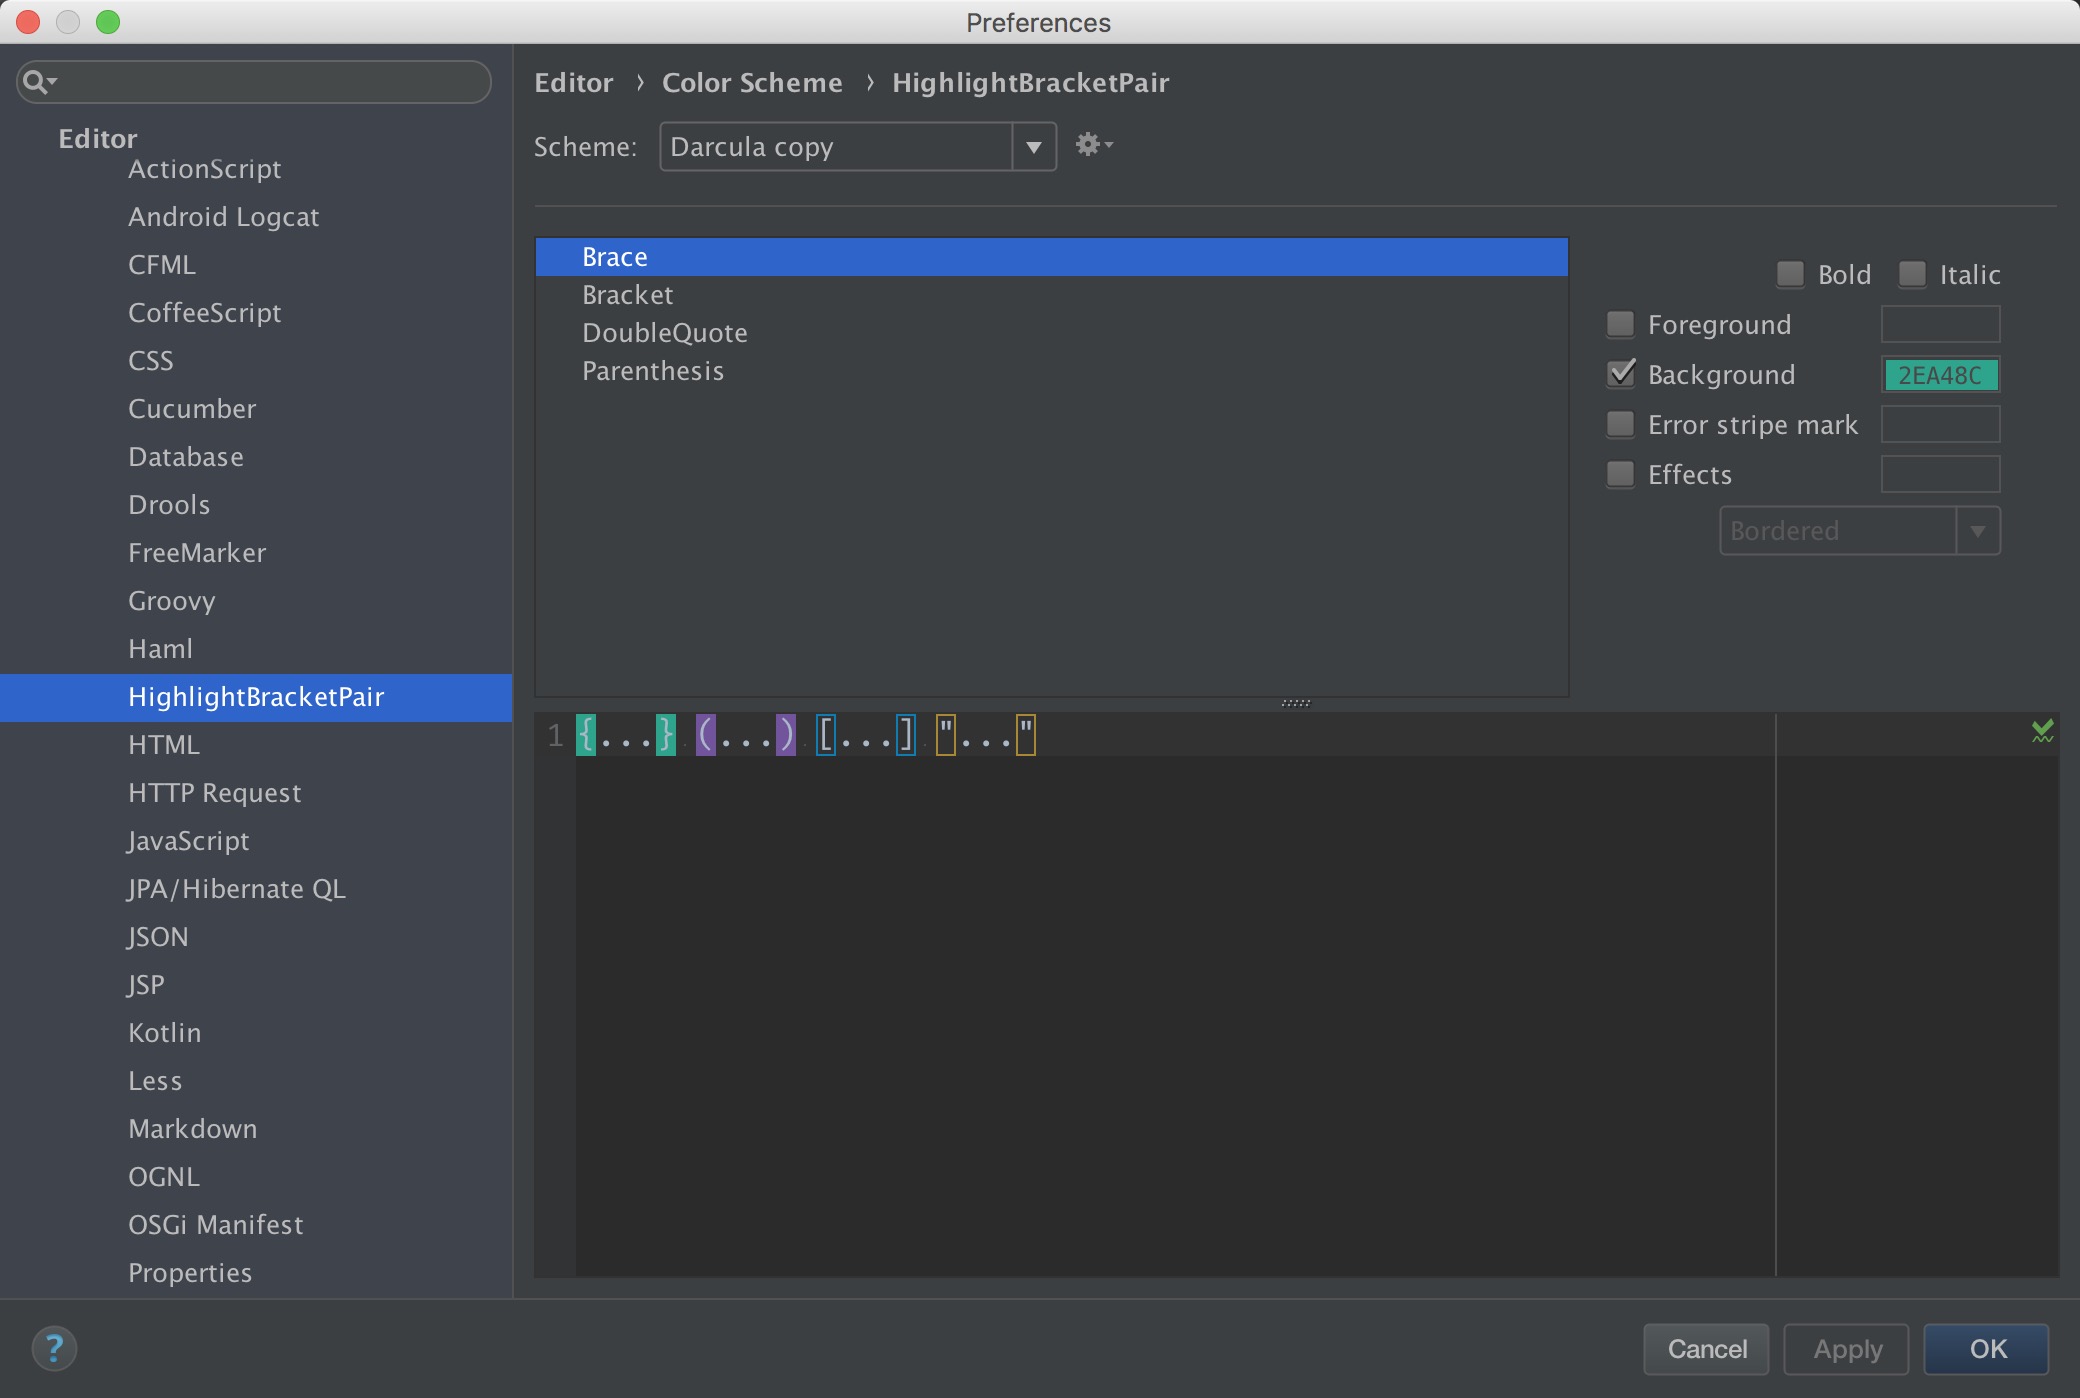 Preferences
Editor
ActionScript
Android Logcat
CFML
CoffeeScript
CSS
Cucumber
Database
Drools
FreeMarker
Groovy
Haml
HighlightBracketPair
HTML
HTTP Request
JavaScript
JPA/Hibernate QL
JSON
JSP
Kotlin
Less
Markdown
OGNL
OSGi Manifest
Properties
Editor › Color Scheme › HighlightBracketPair
Scheme: Darcula copy
Brace
Bracket
DoubleQuote
Parenthesis
Bold Italic
Foreground
Background 2EA48C
Error stripe mark
Effects
Bordered
1 {...} (...) [...] "..."
?
Cancel Apply OK